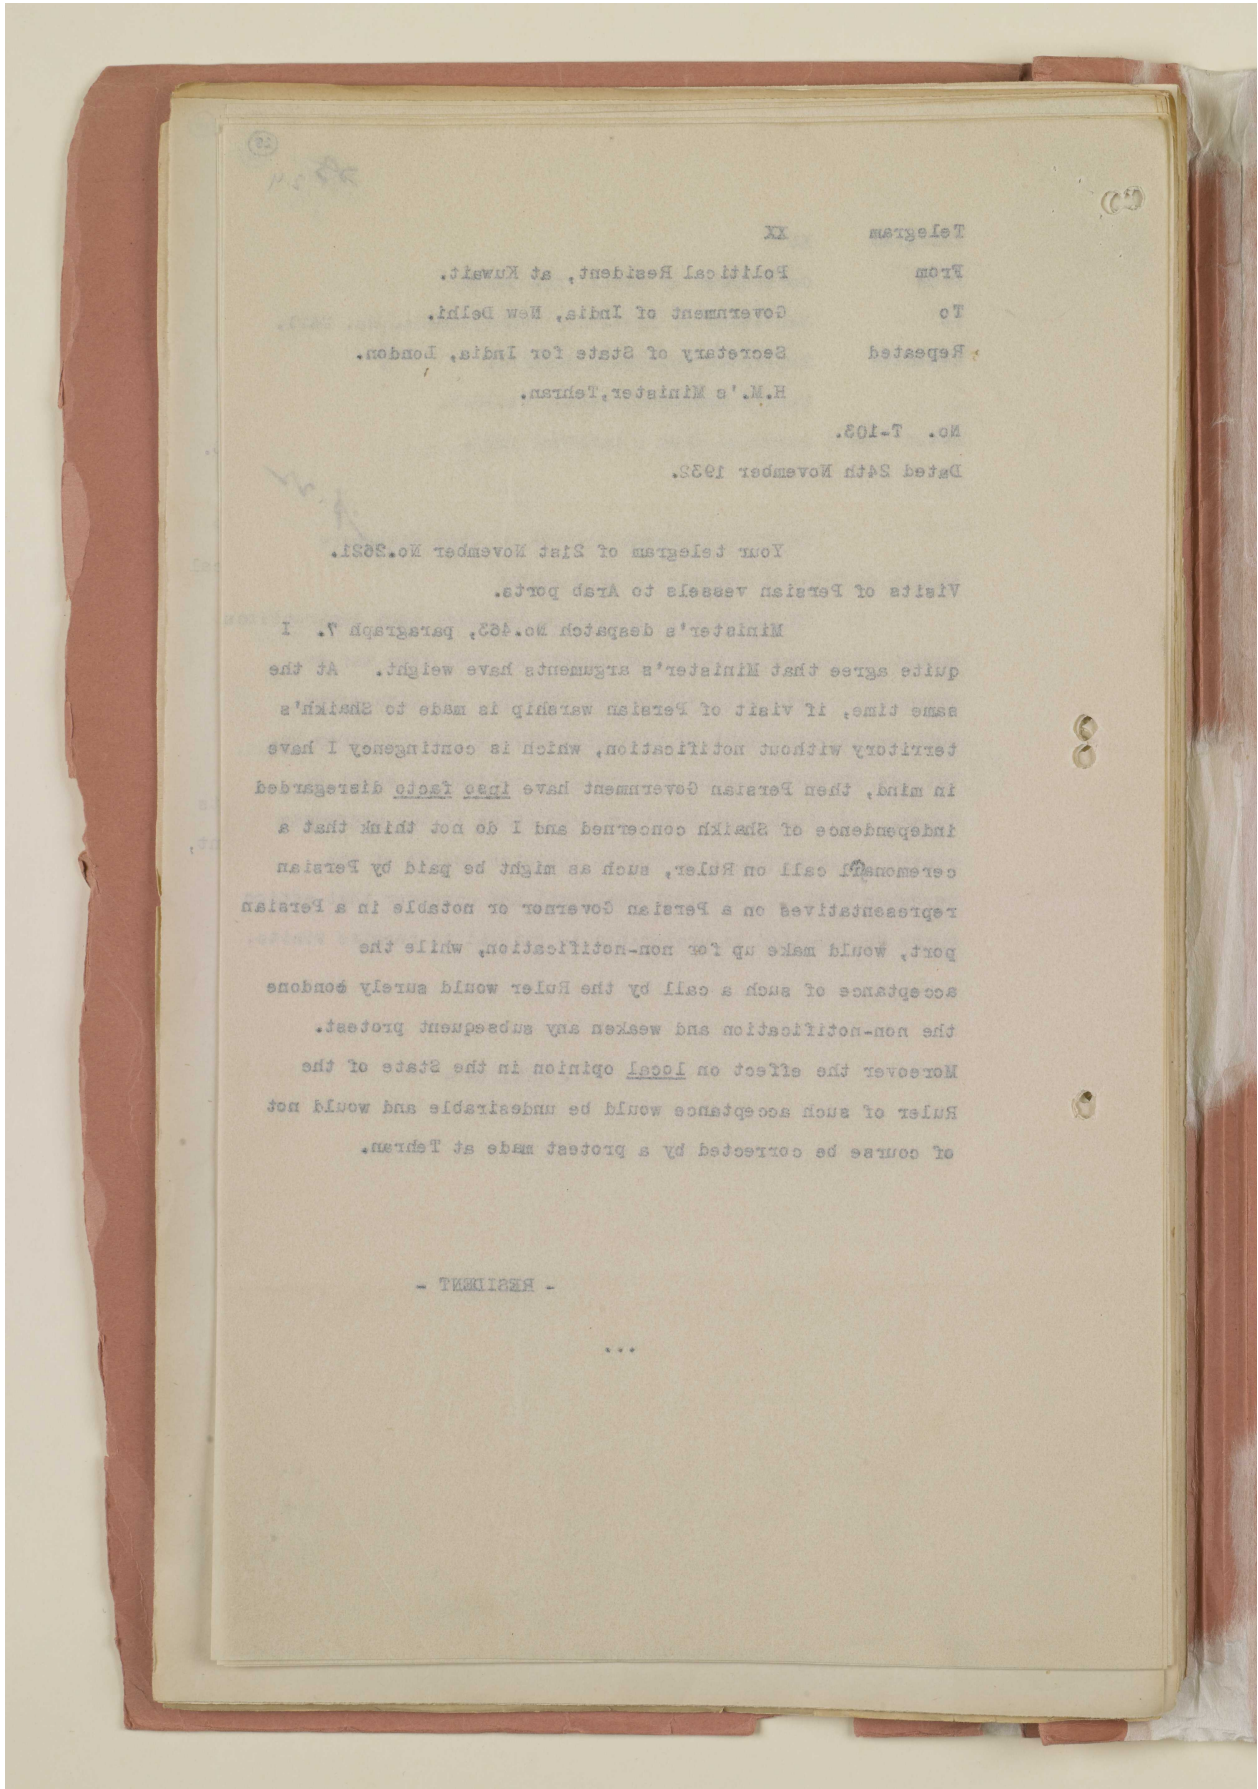 Telegram XX
From Political Resident, at Kuwait.
To Government of India, New Delhi.
Repeated Secretary of State for India, London.
H.M.'s Minister, Tehran.
No. T-103.
Dated 24th November 1932.
Your telegram of 21st November No.2621.
Visits of Persian vessels to Arab ports.
Minister's despatch No.463, paragraph 7. I
quite agree that Minister's arguments have weight. At the
same time, if visit of Persian warship is made to Shaikh's
territory without notification, which is contingency I have
in mind, then Persian Government have ipso facto disregarded
independence of Shaikh concerned and I do not think that a
ceremonial call on Ruler, such as might be paid by Persian
representatives on a Persian Governor or notable in a Persian
port, would make up for non-notification, while the
acceptance of such a call by the Ruler would surely condone
the non-notification and weaken any subsequent protest.
Moreover the effect on local opinion in the State of the
Ruler of such acceptance would be undesirable and would not
of course be corrected by a protest made at Tehran.
- RESIDENT -
...